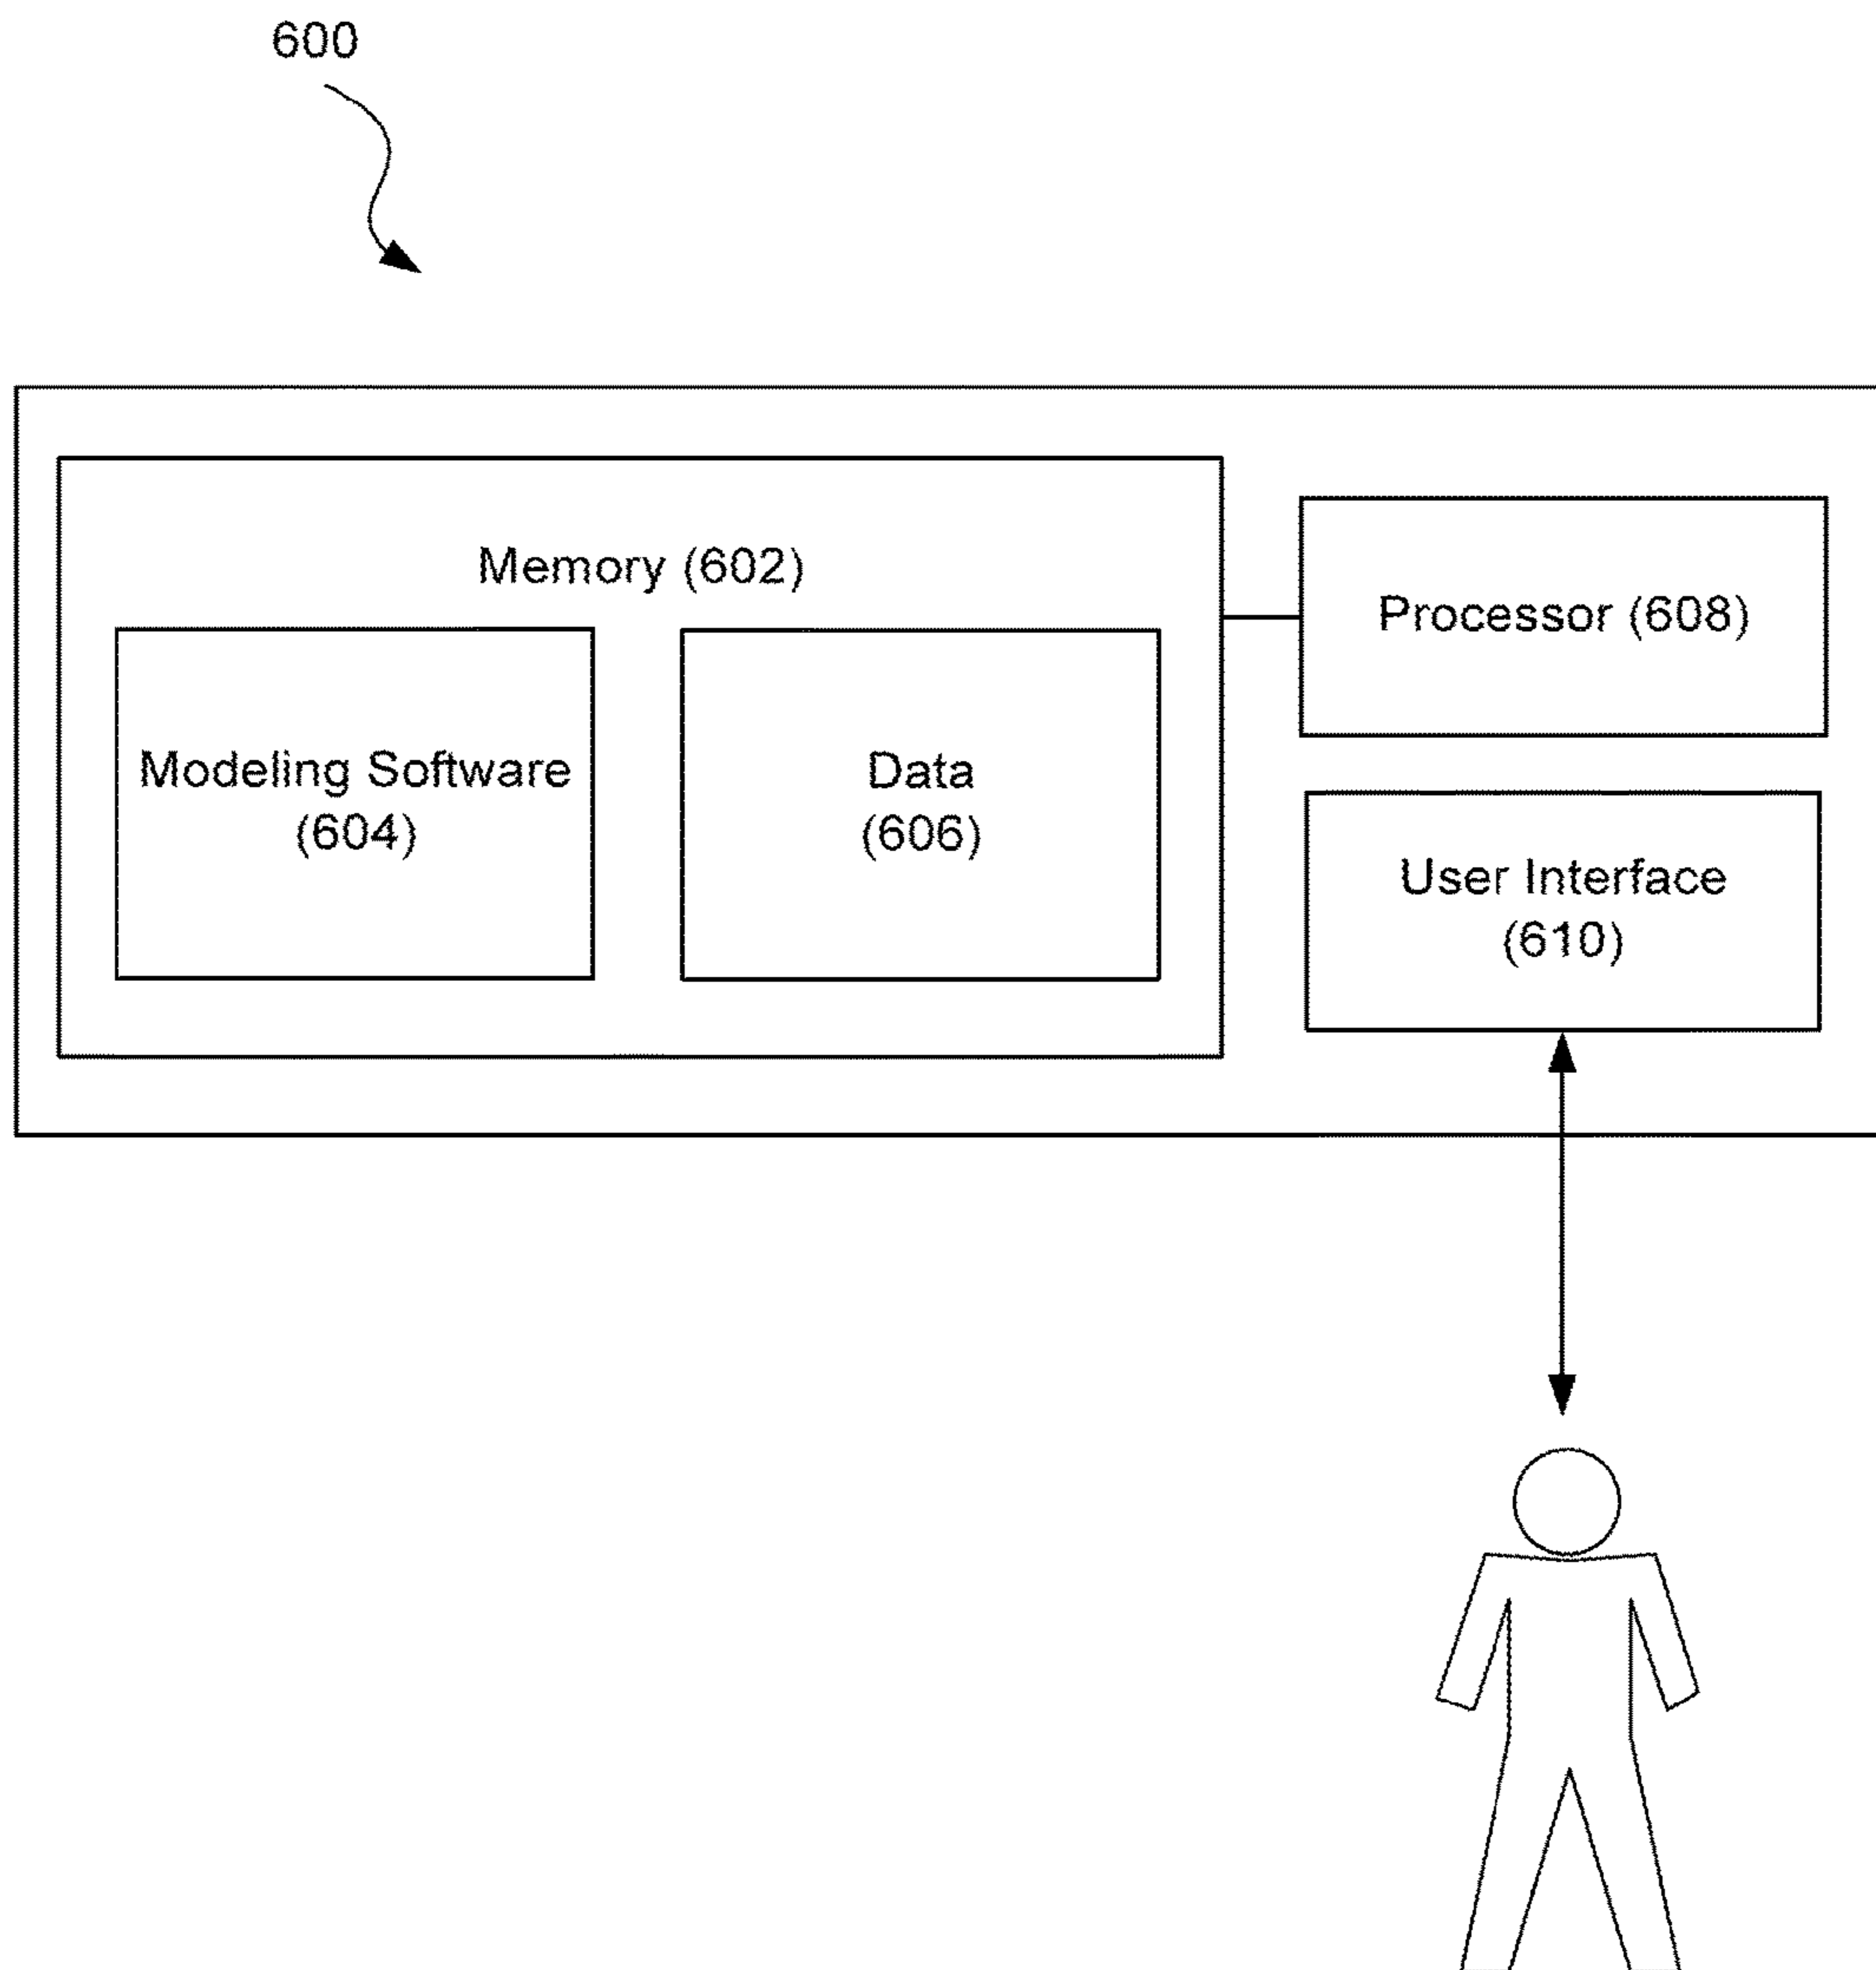 600
Memory (602)
Processor (608)
Modeling Software
(604)
Data
(606)
User Interface
(610)